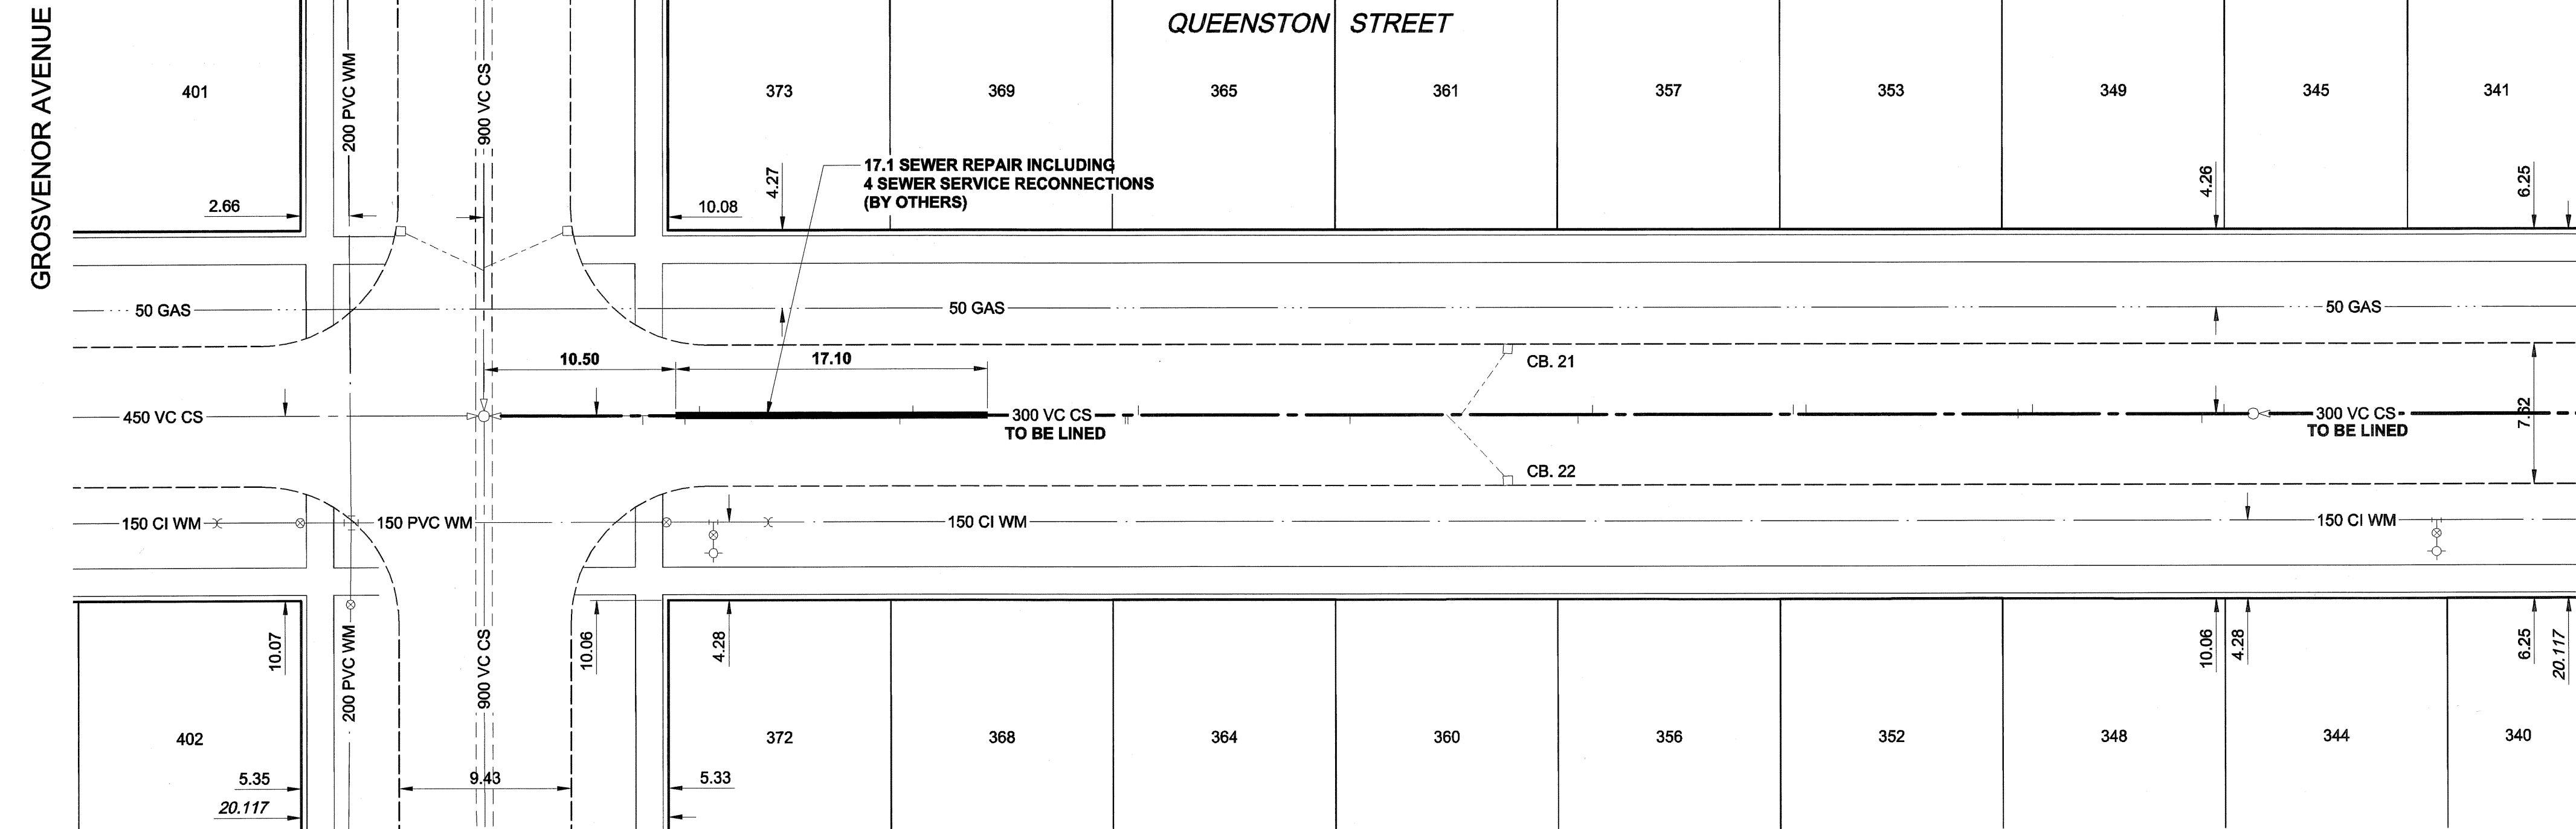 GROSVENOR AVENUE
QUEENSTON STREET
401
200 PVC WM
900 VC CS
373
369
365
361
357
353
349
345
341
17.1 SEWER REPAIR INCLUDING
4 SEWER SERVICE RECONNECTIONS
(BY OTHERS)
2.66
10.08
4.27
4.26
6.25
50 GAS
50 GAS
50 GAS
10.50
17.10
CB. 21
450 VC CS
300 VC CS
TO BE LINED
300 VC CS
TO BE LINED
7.62
CB. 22
150 CI WM
150 PVC WM
150 CI WM
150 CI WM
10.07
200 PVC WM
900 VC CS
10.06
4.28
10.06
4.28
6.25
20.117
402
372
368
364
360
356
352
348
344
340
5.35
9.43
5.33
20.117